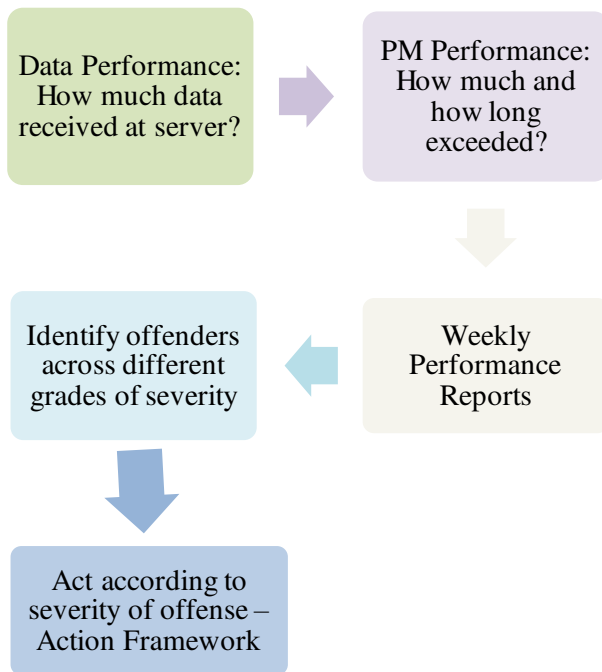 Data Performance:
How much data
received at server?
PM Performance:
How much and
how long
exceeded?
Weekly
Performance
Reports
Identify offenders
across different
grades of severity
Act according to
severity of offense –
Action Framework